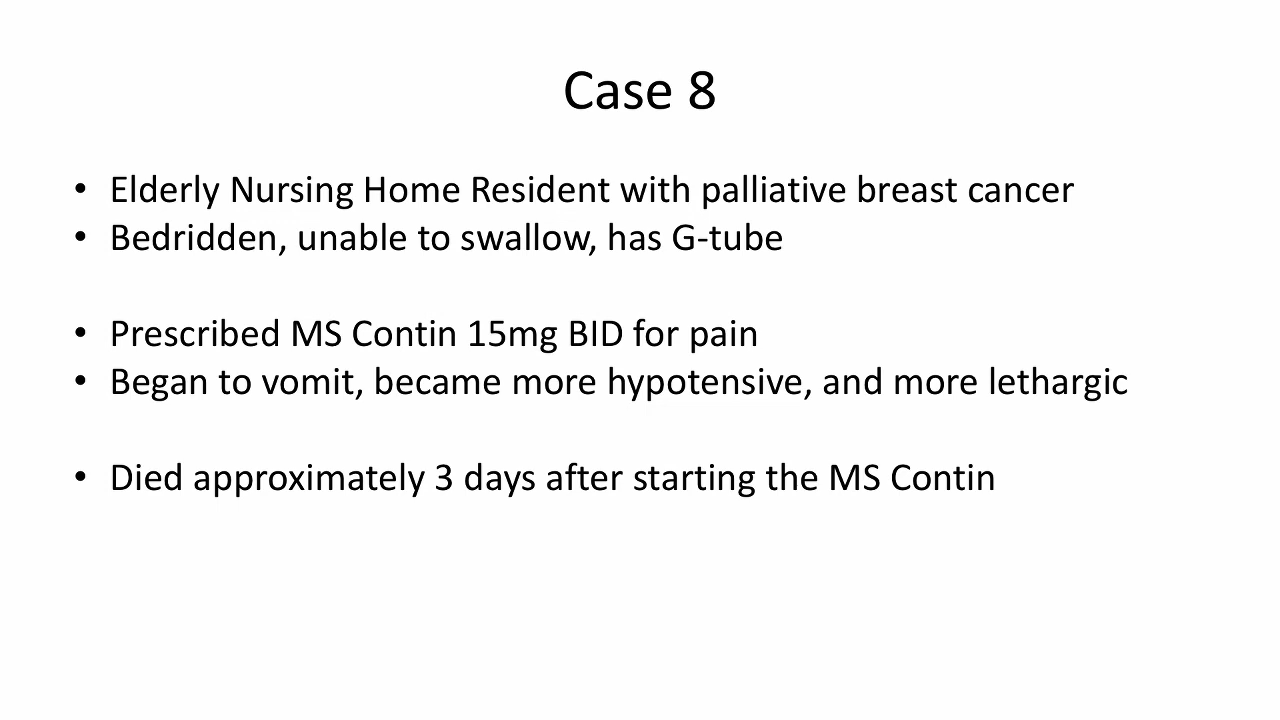 Case 8
• Elderly Nursing Home Resident with palliative breast cancer
• Bedridden, unable to swallow, has G-tube
• Prescribed MS Contin 15mg BID for pain
• Began to vomit, became more hypotensive, and more lethargic
• Died approximately 3 days after starting the MS Contin